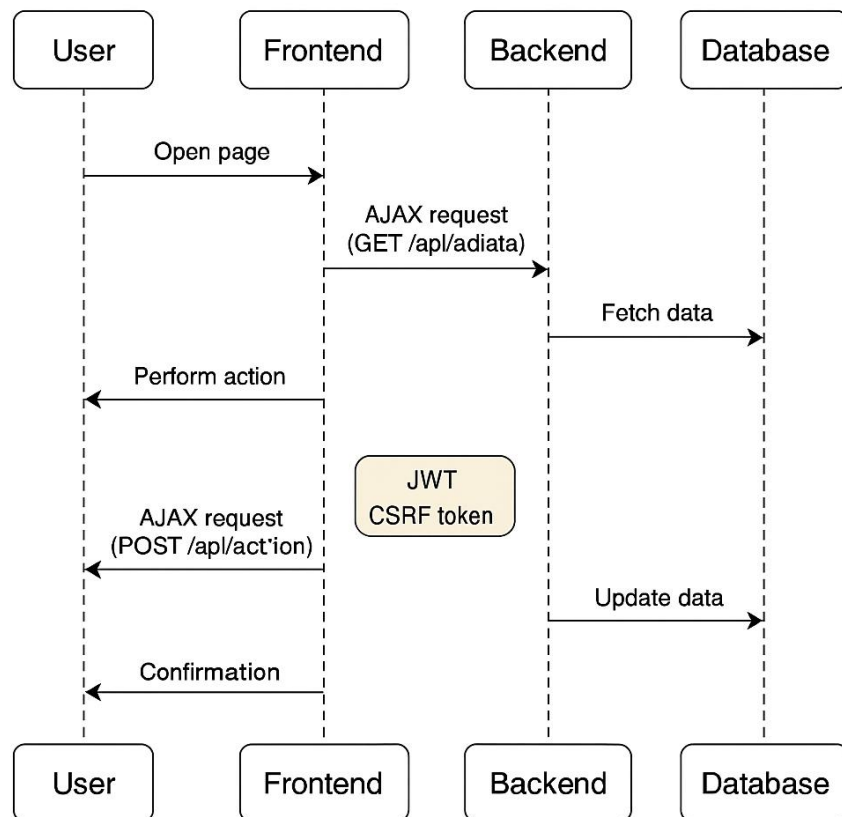 User
Frontend
Backend
Database
Open page
AJAX request
(GET /apl/adiata)
Fetch data
Perform action
JWT
CSRF token
AJAX request
(POST /apl/act'ion)
Update data
Confirmation
User
Frontend
Backend
Database